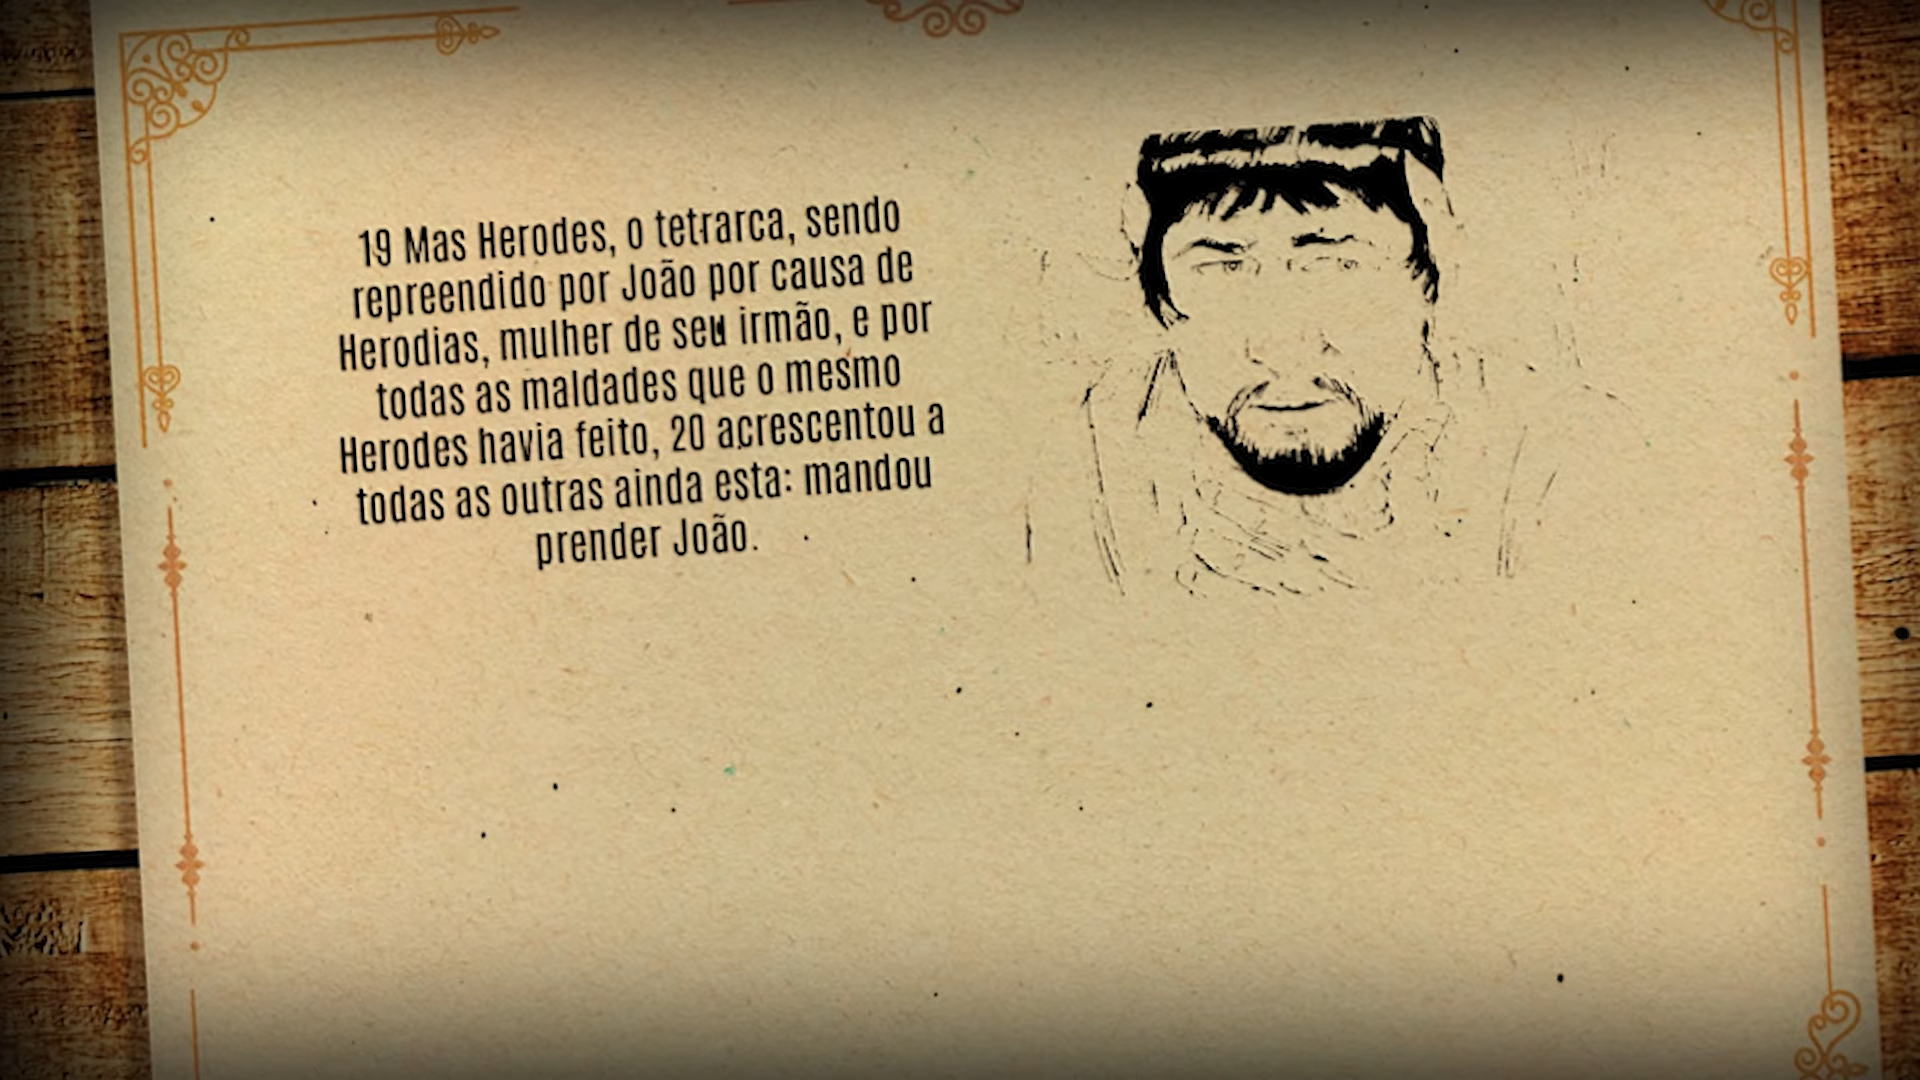 19 Mas Herodes, o tetrarca, sendo
repreendido por João por causa de
Herodias, mulher de seu irmão, e por
todas as maldades que o mesmo
Herodes havia feito, 20 acrescentou a
todas as outras ainda esta: mandou
prender João.